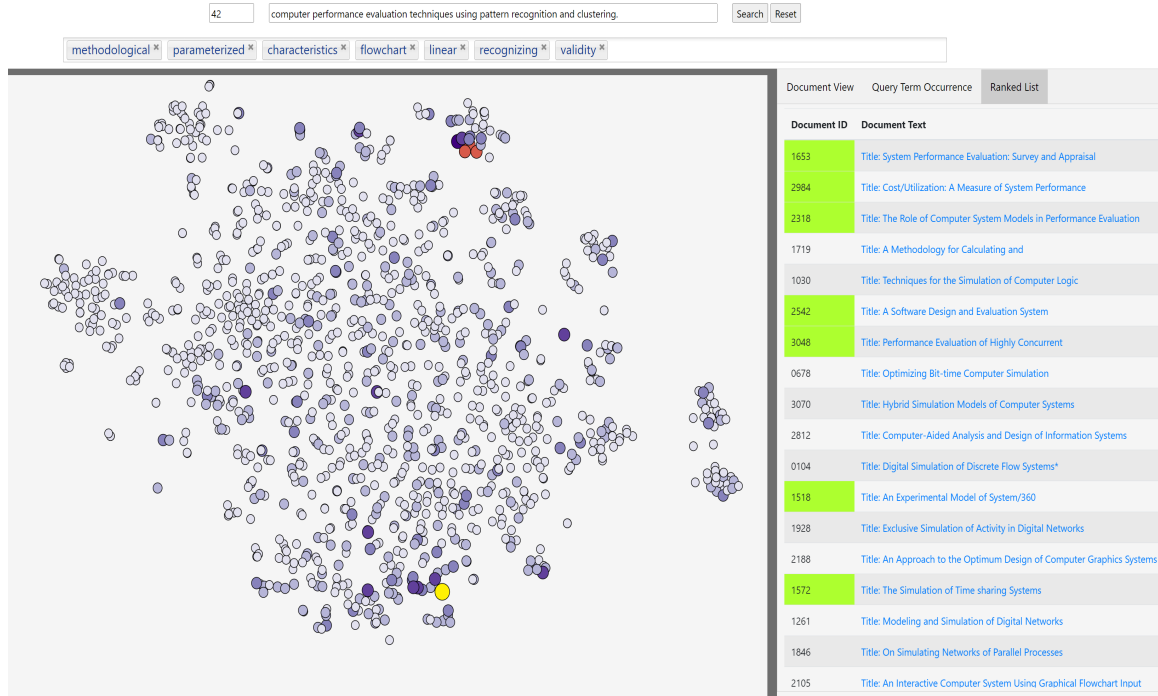 42 computer performance evaluation techniques using pattern recognition and clustering. Search Reset
methodological × parameterized × characteristics × flowchart × linear × recognizing × validity ×
Document View Query Term Occurrence Ranked List
Document ID Document Text
1653 Title: System Performance Evaluation: Survey and Appraisal
2984 Title: Cost/Utilization: A Measure of System Performance
2318 Title: The Role of Computer System Models in Performance Evaluation
1719 Title: A Methodology for Calculating and
1030 Title: Techniques for the Simulation of Computer Logic
2542 Title: A Software Design and Evaluation System
3048 Title: Performance Evaluation of Highly Concurrent
0678 Title: Optimizing Bit-time Computer Simulation
3070 Title: Hybrid Simulation Models of Computer Systems
2812 Title: Computer-Aided Analysis and Design of Information Systems
0104 Title: Digital Simulation of Discrete Flow Systems*
1518 Title: An Experimental Model of System/360
1928 Title: Exclusive Simulation of Activity in Digital Networks
2188 Title: An Approach to the Optimum Design of Computer Graphics Systems
1572 Title: The Simulation of Time sharing Systems
1261 Title: Modeling and Simulation of Digital Networks
1846 Title: On Simulating Networks of Parallel Processes
2105 Title: An Interactive Computer System Using Graphical Flowchart Input